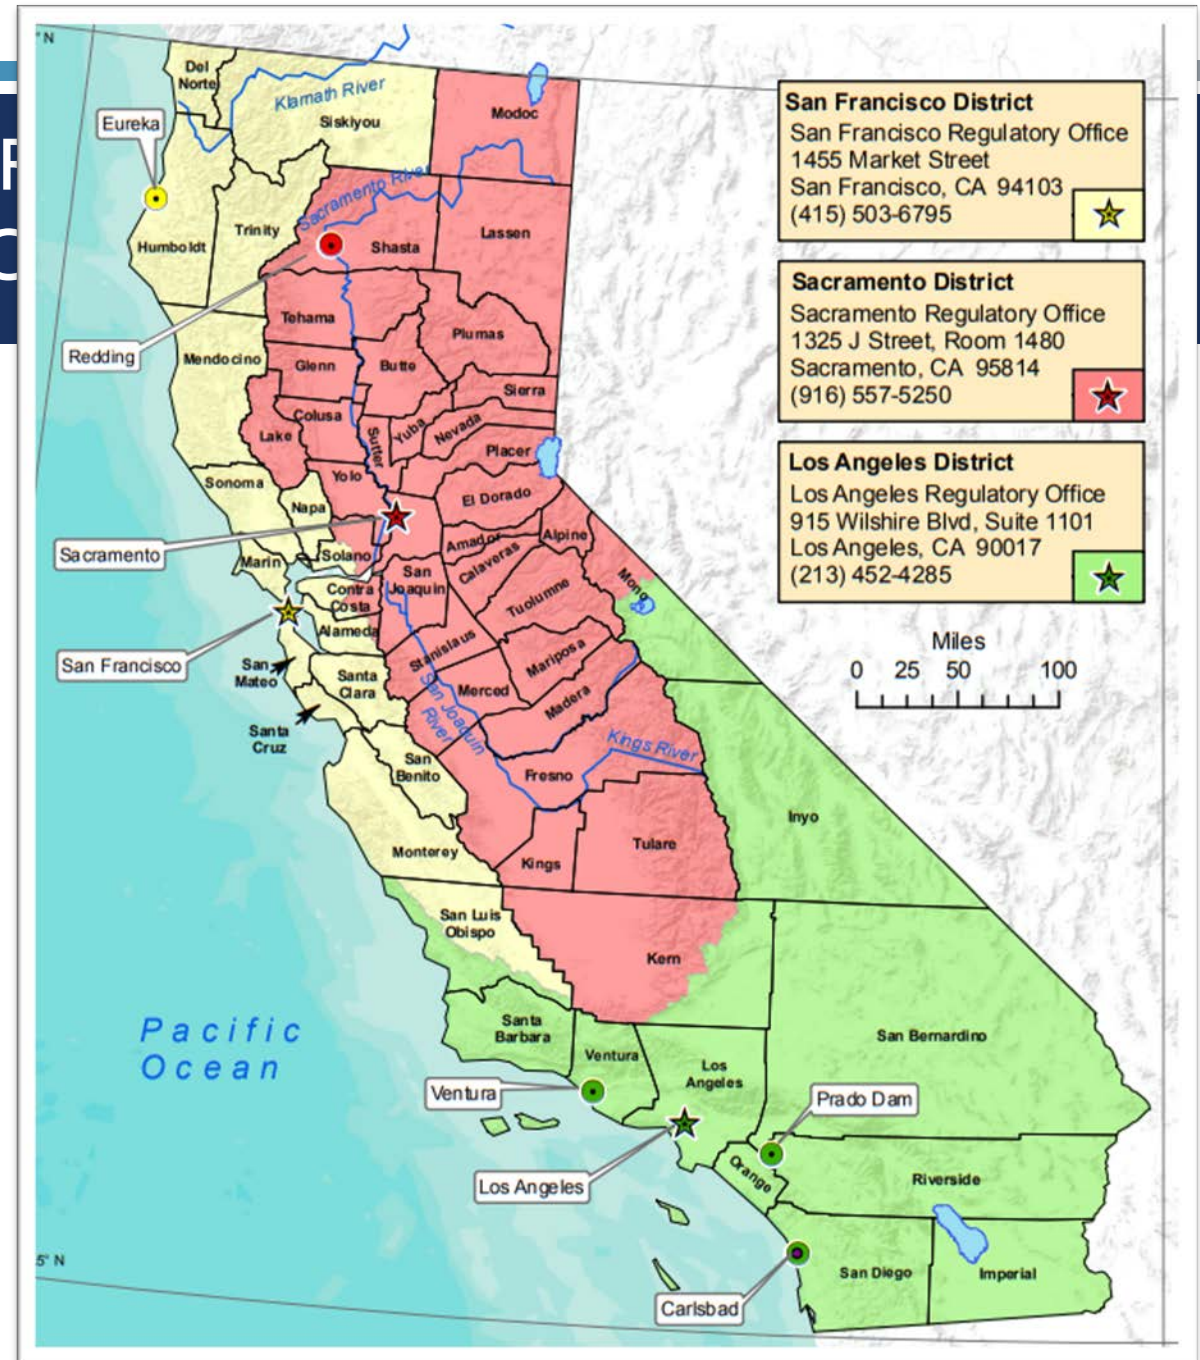 ° N
Del
Norte
Klamath River
Siskiyou
Modoc
Eureka
Sacramento River
Trinity
Humboldt
Shasta
Lassen
Tehama
Plumas
Redding
Mendocino
Glenn
Butte
Sierra
Colusa
Lake
Sutter
Yuba
Nevada
Placer
Sonoma
Yolo
Napa
El Dorado
Sacramento
Amador
Alpine
Marin
Solano
Calaveras
San
Joaquin
Mono
Contra
Costa
Tuolumne
Alameda
San Francisco
Stanislaus
Mariposa
San
Mateo
Santa
Clara
Merced
Madera
San Joaquin
River
Santa
Cruz
San
Benito
Fresno
Kings River
Inyo
Monterey
Kings
Tulare
San Luis
Obispo
Kern
Pacific
Ocean
Santa
Barbara
Ventura
Los
Angeles
San Bernardino
Ventura
Prado Dam
Los Angeles
Orange
Riverside
San Diego
Imperial
Carlsbad
5° N
San Francisco District
San Francisco Regulatory Office
1455 Market Street
San Francisco, CA 94103
(415) 503-6795
Sacramento District
Sacramento Regulatory Office
1325 J Street, Room 1480
Sacramento, CA 95814
(916) 557-5250
Los Angeles District
Los Angeles Regulatory Office
915 Wilshire Blvd, Suite 1101
Los Angeles, CA 90017
(213) 452-4285
Miles
0 25 50 100